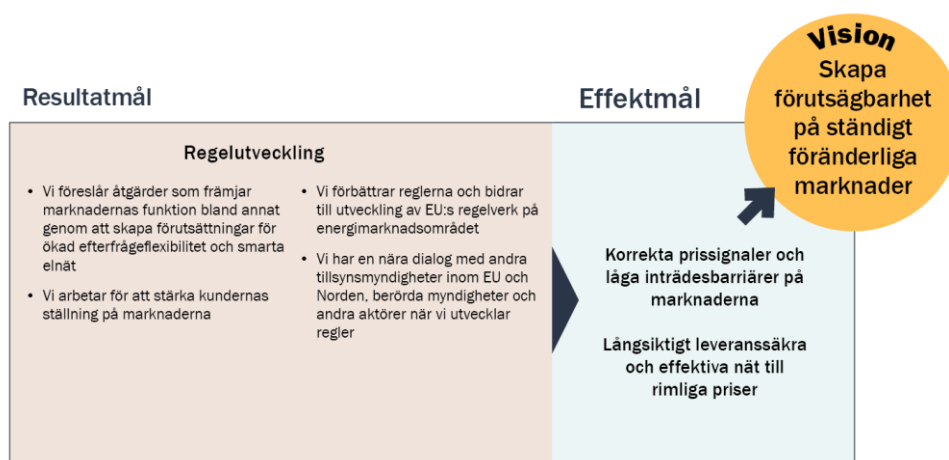 Vision
Skapa
förutsägbarhet
på ständigt
föränderliga
marknader
Resultatmål
Effektmål
Regelutveckling
• Vi föreslår åtgärder som främjar
marknadernas funktion bland annat
genom att skapa förutsättningar för
ökad efterfrågeflexibilitet och smarta
elnät
• Vi arbetar för att stärka kundernas
ställning på marknaderna
• Vi förbättrar reglerna och bidrar
till utveckling av EU:s regelverk på
energimarknadsområdet
• Vi har en nära dialog med andra
tillsynsmyndigheter inom EU och
Norden, berörda myndigheter och
andra aktörer när vi utvecklar
regler
Korrekta prissignaler och
låga inträdesbarriärer på
marknaderna
Långsiktigt leveranssäkra
och effektiva nät till
rimliga priser